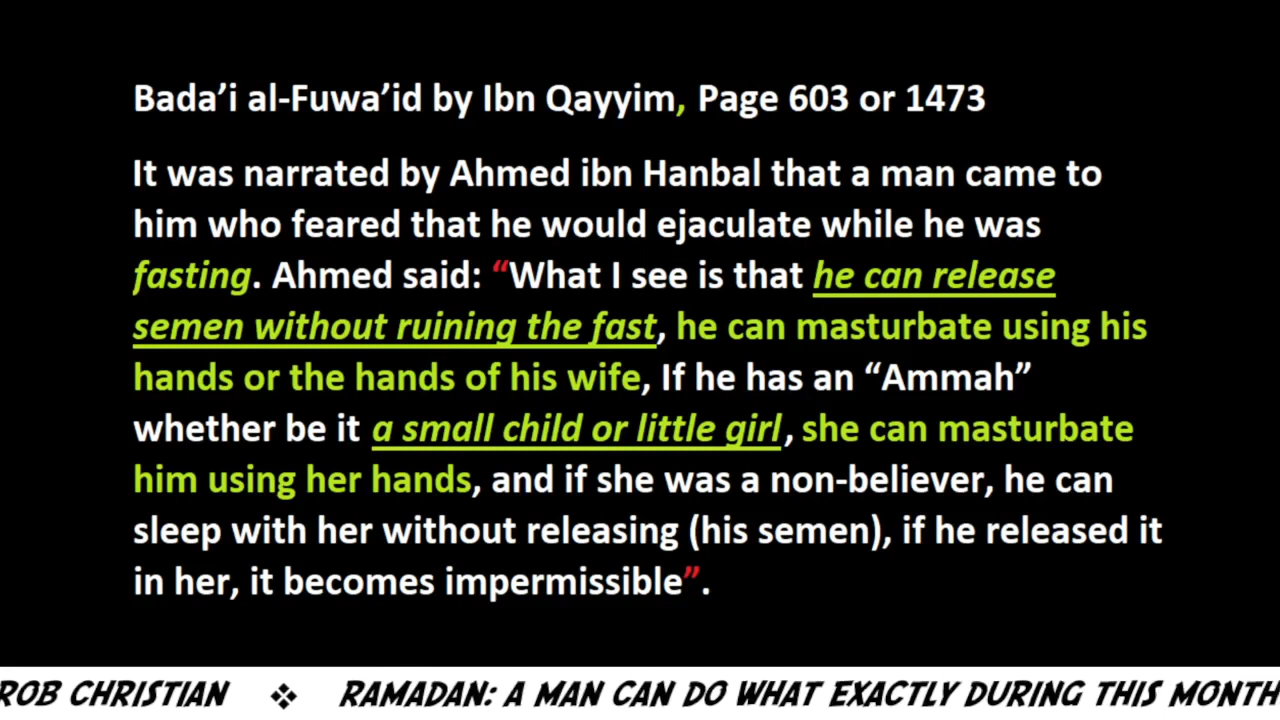 Bada'i al-Fuwa'id by Ibn Qayyim, Page 603 or 1473
It was narrated by Ahmed ibn Hanbal that a man came to
him who feared that he would ejaculate while he was
fasting. Ahmed said: “What I see is that he can release
semen without ruining the fast, he can masturbate using his
hands or the hands of his wife, If he has an “Ammah”
whether be it a small child or little girl, she can masturbate
him using her hands, and if she was a non-believer, he can
sleep with her without releasing (his semen), if he released it
in her, it becomes impermissible”.
ROB CHRISTIAN ❖ RAMADAN: A MAN CAN DO WHAT EXACTLY DURING THIS MONTH